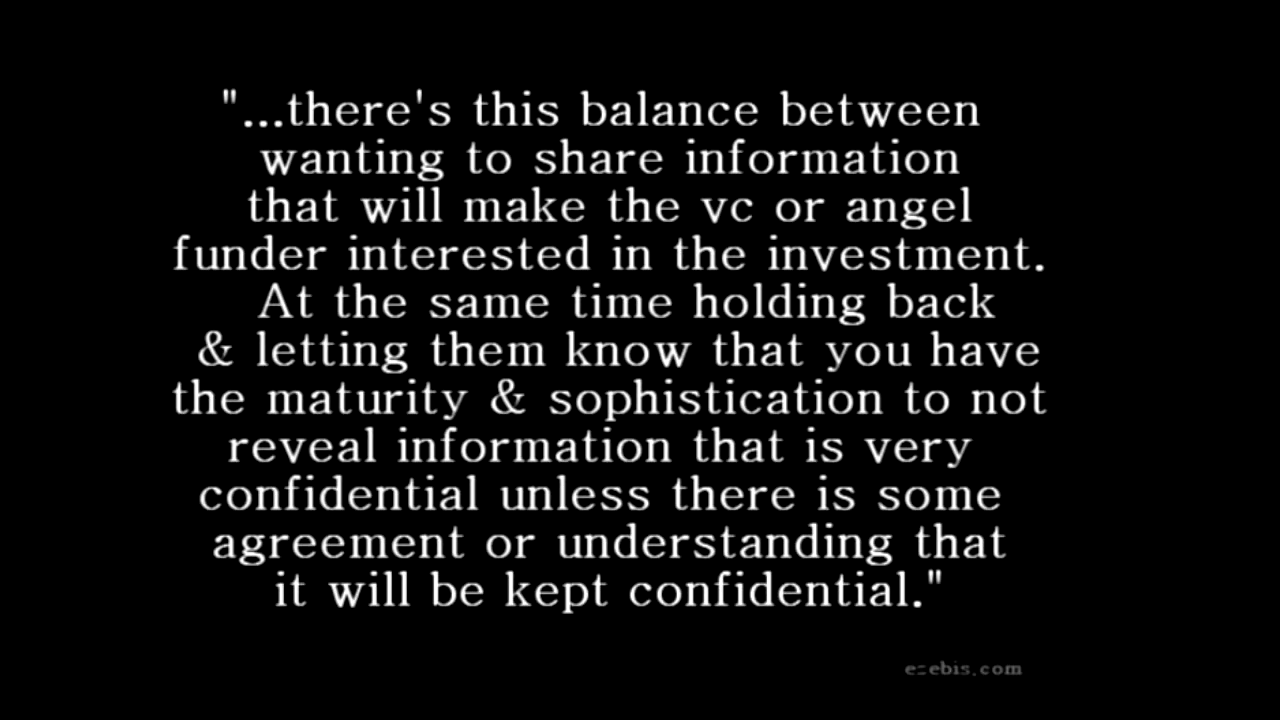 "...there's this balance between
wanting to share information
that will make the vc or angel
funder interested in the investment.
At the same time holding back
& letting them know that you have
the maturity & sophistication to not
reveal information that is very
confidential unless there is some
agreement or understanding that
it will be kept confidential."